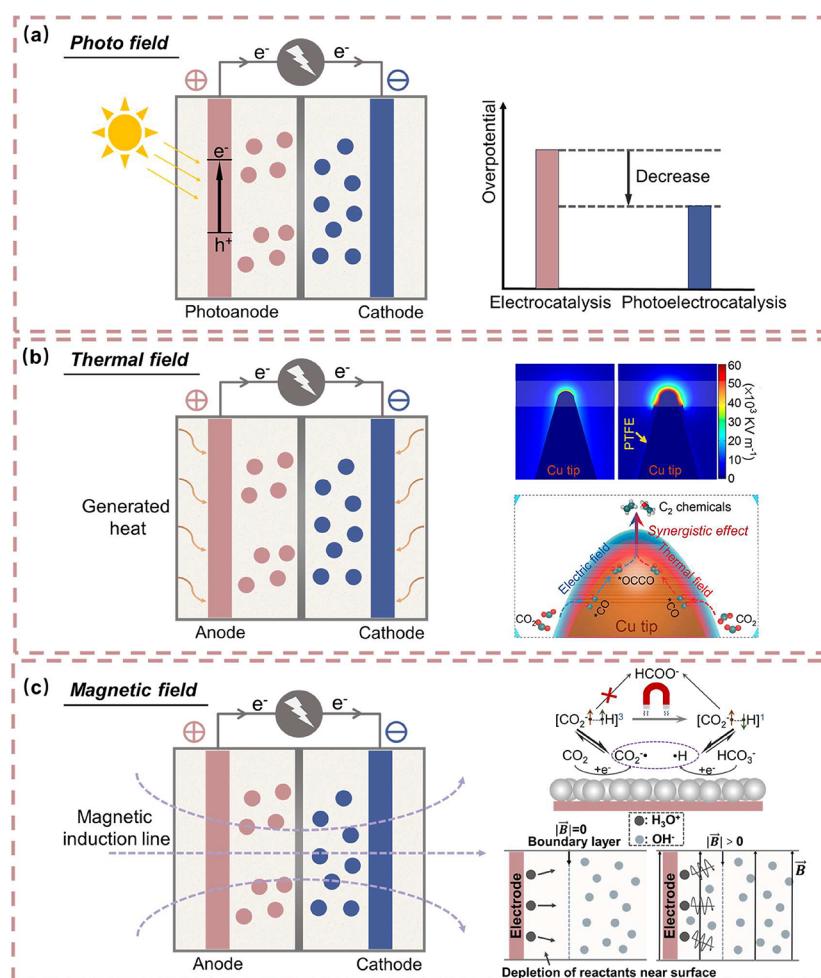 (a)
Photo field
e⁻
e⁻
⊕
⊖
e⁻
h⁺
Photoanode
Cathode
Overpotential
Decrease
Electrocatalysis
Photoelectrocatalysis
(b)
Thermal field
e⁻
e⁻
⊕
⊖
Generated
heat
Anode
Cathode
PTFE
Cu tip
Cu tip
60
50
40
30
20
10
0
(×10³ KV m⁻¹)
C₂ chemicals
Synergistic effect
Electric field
Thermal field
*OCCO
*CO
*CO
CO₂
CO₂
Cu tip
(c)
Magnetic field
e⁻
e⁻
⊕
⊖
Magnetic
induction line
Anode
Cathode
HCOO⁻
[CO₂⁻ H]³
[CO₂⁻ H]¹
CO₂
CO₂⁻•
•H
HCO₃⁻
+e⁻
+e⁻
: H₃O⁺
: OH⁻
|B⃗|=0
Boundary layer
|B⃗| > 0
B⃗
Electrode
Electrode
Depletion of reactants near surface